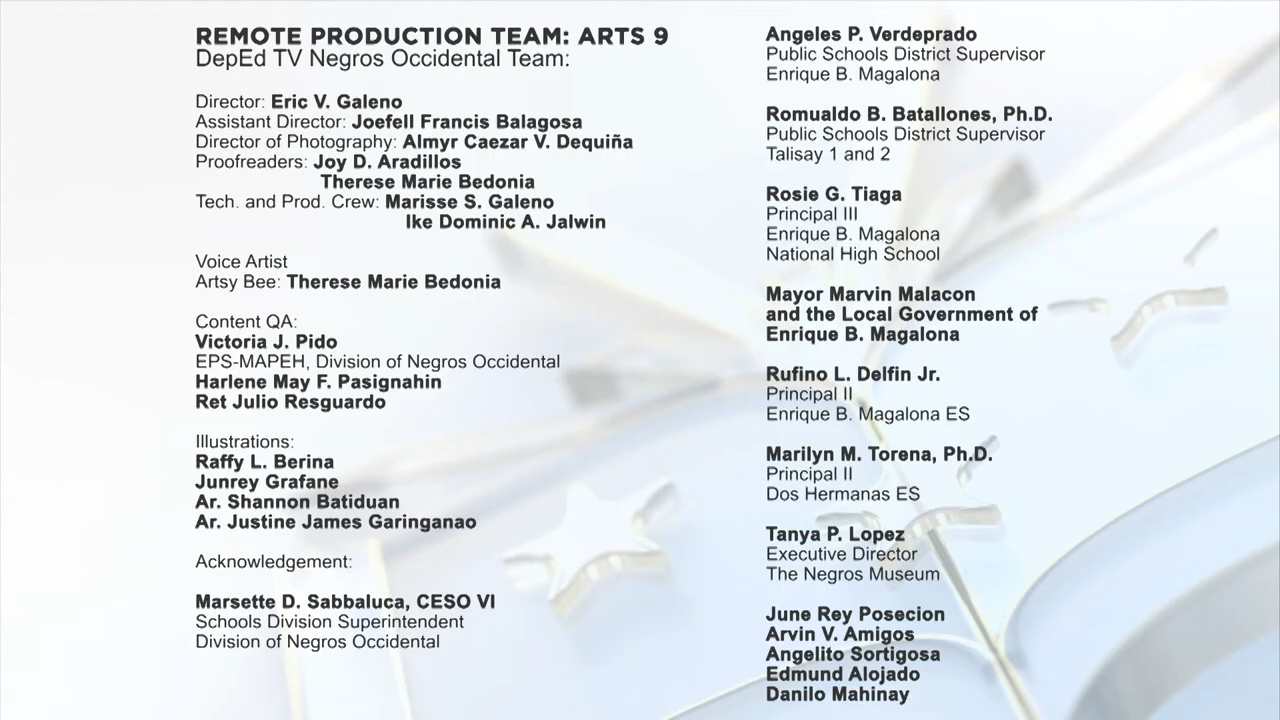 REMOTE PRODUCTION TEAM: ARTS 9
DepEd TV Negros Occidental Team:
Director: Eric V. Galeno
Assistant Director: Joefell Francis Balagosa
Director of Photography: Almyr Caezar V. Dequiña
Proofreaders: Joy D. Aradillos
Therese Marie Bedonia
Tech. and Prod. Crew: Marisse S. Galeno
Ike Dominic A. Jalwin
Voice Artist
Artsy Bee: Therese Marie Bedonia
Content QA:
Victoria J. Pido
EPS-MAPEH, Division of Negros Occidental
Harlene May F. Pasignahin
Ret Julio Resguardo
Illustrations:
Raffy L. Berina
Junrey Grafane
Ar. Shannon Batiduan
Ar. Justine James Garinganao
Acknowledgement:
Marsette D. Sabbaluca, CESO VI
Schools Division Superintendent
Division of Negros Occidental
Angeles P. Verdeprado
Public Schools District Supervisor
Enrique B. Magalona
Romualdo B. Batallones, Ph.D.
Public Schools District Supervisor
Talisay 1 and 2
Rosie G. Tiaga
Principal III
Enrique B. Magalona
National High School
Mayor Marvin Malacon
and the Local Government of
Enrique B. Magalona
Rufino L. Delfin Jr.
Principal II
Enrique B. Magalona ES
Marilyn M. Torena, Ph.D.
Principal II
Dos Hermanas ES
Tanya P. Lopez
Executive Director
The Negros Museum
June Rey Posecion
Arvin V. Amigos
Angelito Sortigosa
Edmund Alojado
Danilo Mahinay